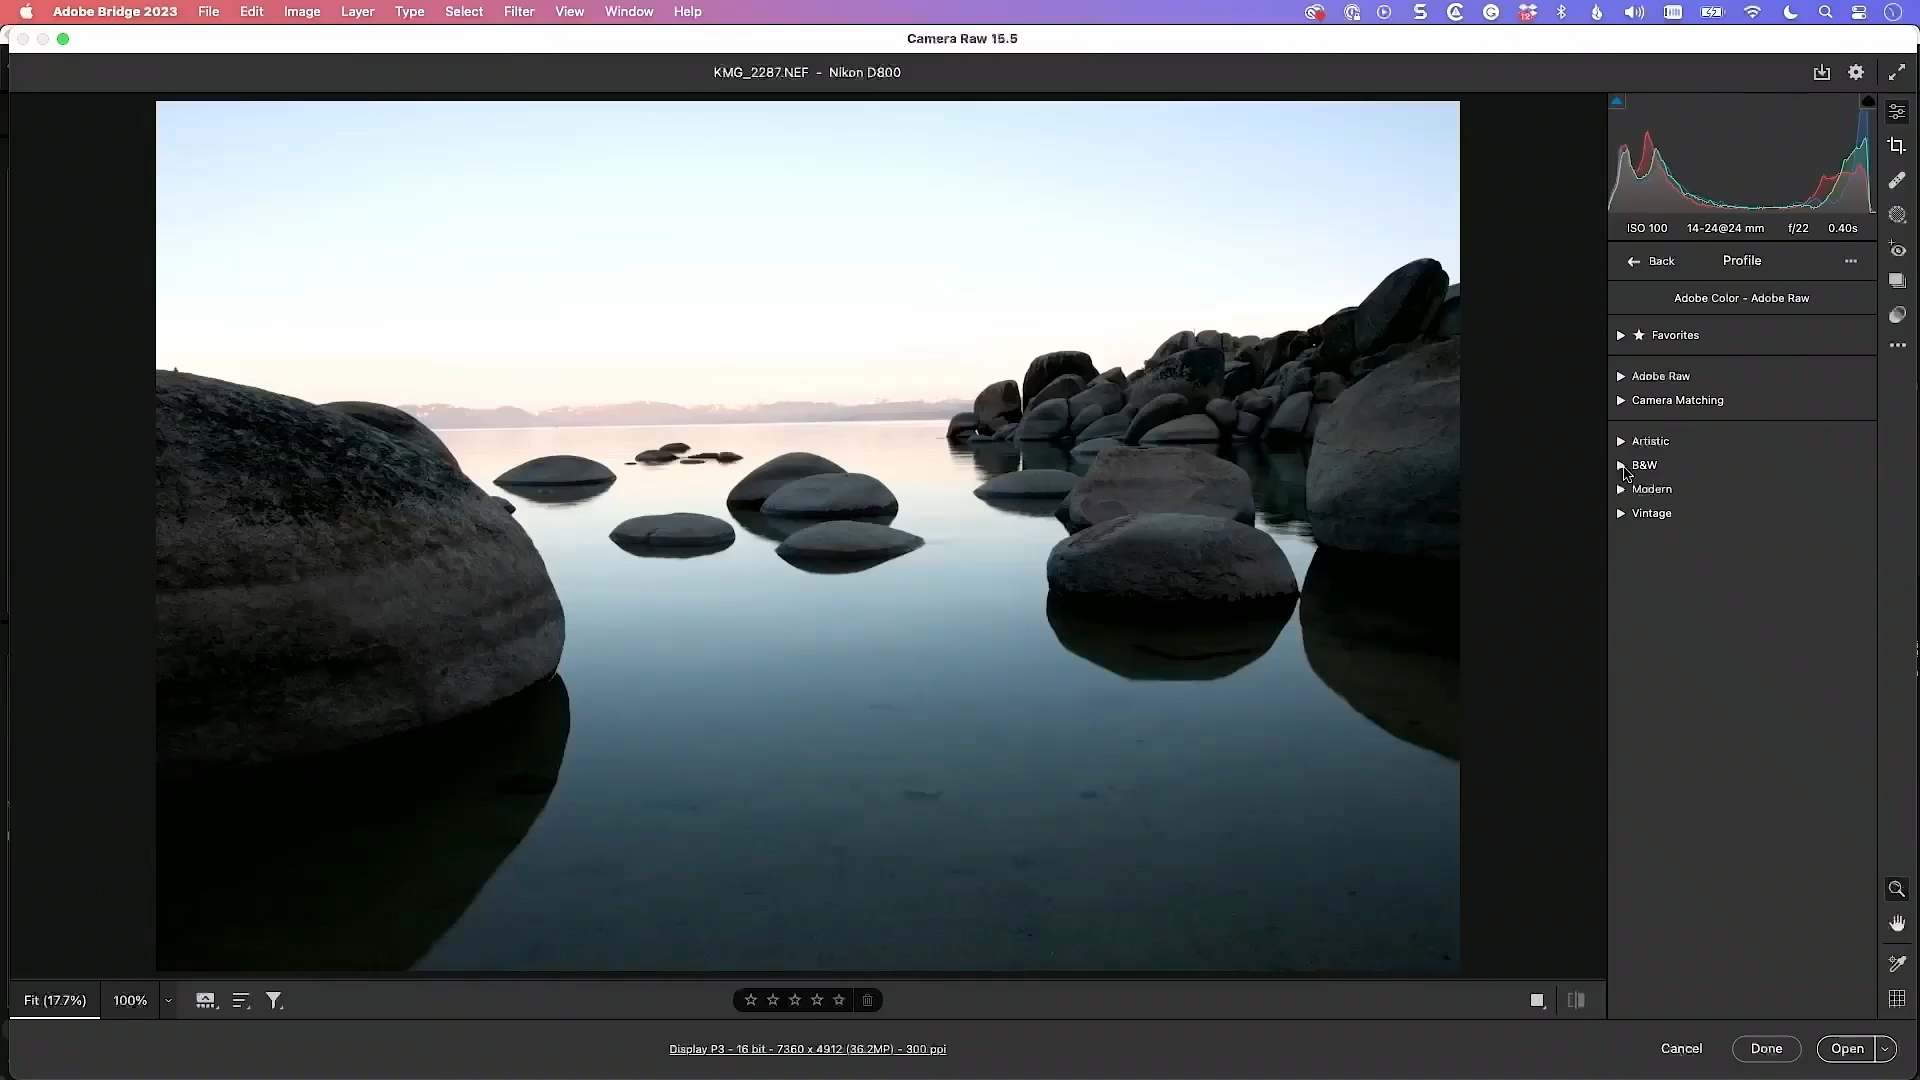 Adobe Bridge 2023 File Edit Image Layer Type Select Filter View Window Help
Camera Raw 15.5
KMG_2287.NEF - Nikon D800
ISO 100 14-24@24 mm f/22 0.40s
Back Profile
Adobe Color - Adobe Raw
Favorites
Adobe Raw
Camera Matching
Artistic
B&W
Modern
Vintage
Fit (17.7%) 100%
Display P3 - 16 bit - 7360 x 4912 (36.2MP) - 300 ppi
Cancel Done Open